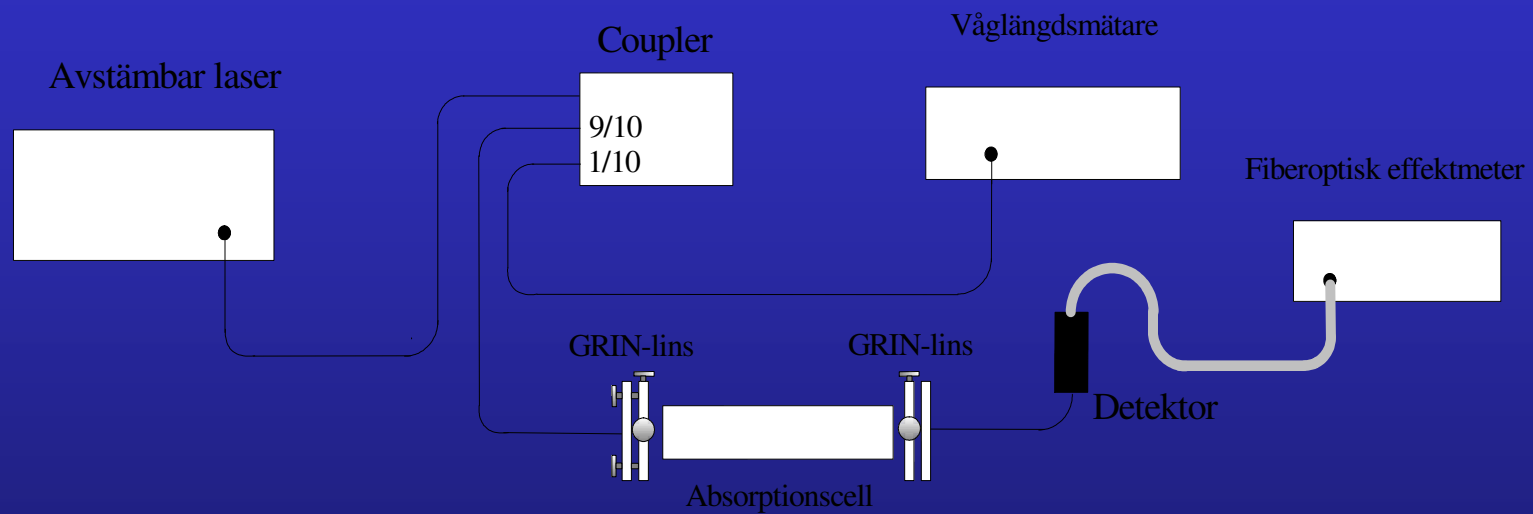 Avstämbar laser
Coupler
9/10
1/10
Våglängdsmätare
Fiberoptisk effektmeter
GRIN-lins
GRIN-lins
Detektor
Absorptionscell